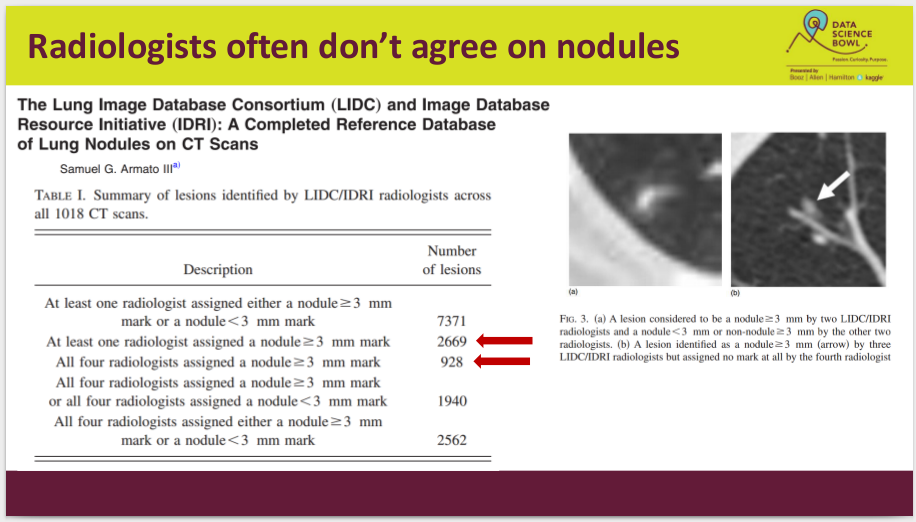 Radiologists often don't agree on nodules
DATA
SCIENCE
BOWL
Passion. Curiosity. Purpose.
Presented by
Booz | Allen | Hamilton kaggle
The Lung Image Database Consortium (LIDC) and Image Database
Resource Initiative (IDRI): A Completed Reference Database
of Lung Nodules on CT Scans
Samuel G. Armato III a)
TABLE I. Summary of lesions identified by LIDC/IDRI radiologists across
all 1018 CT scans.
Number
Description of lesions
At least one radiologist assigned either a nodule≥3 mm
mark or a nodule<3 mm mark 7371
At least one radiologist assigned a nodule≥3 mm mark 2669
All four radiologists assigned a nodule≥3 mm mark 928
All four radiologists assigned a nodule≥3 mm mark
or all four radiologists assigned a nodule<3 mm mark 1940
All four radiologists assigned either a nodule≥3 mm
mark or a nodule<3 mm mark 2562
(a) (b)
FIG. 3. (a) A lesion considered to be a nodule≥3 mm by two LIDC/IDRI
radiologists and a nodule<3 mm or non-nodule≥3 mm by the other two
radiologists. (b) A lesion identified as a nodule≥3 mm (arrow) by three
LIDC/IDRI radiologists but assigned no mark at all by the fourth radiologist